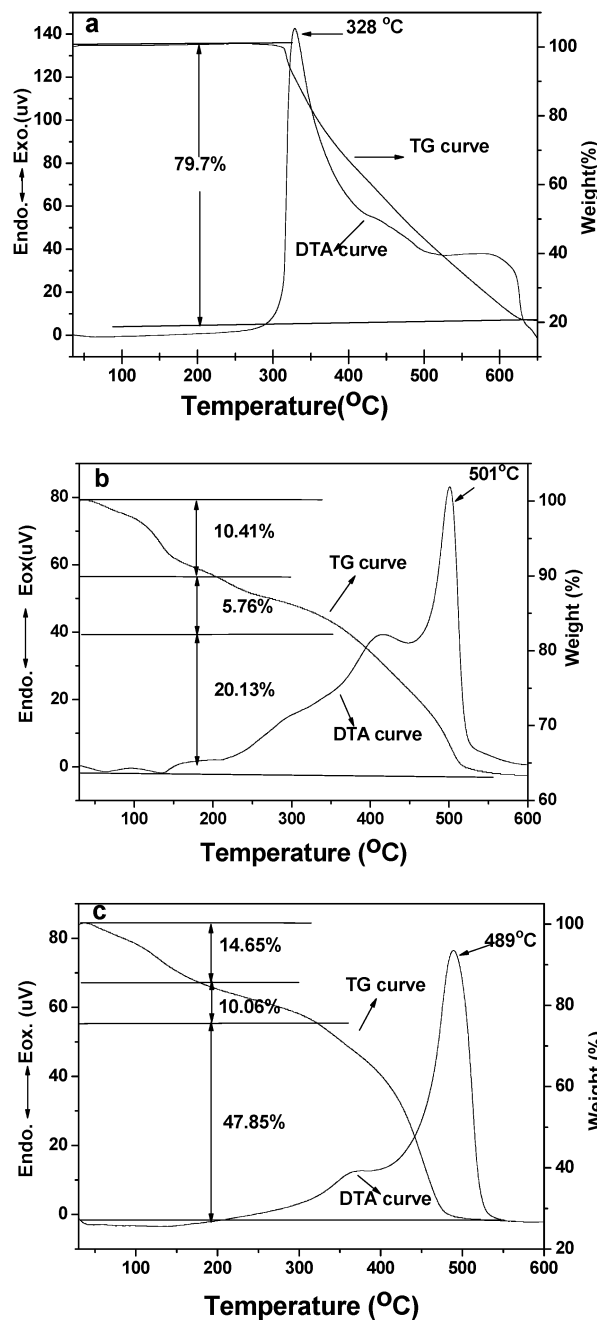 a
328 °C
140
120
100
80
60
40
20
0
Endo. Exo.(uv)
79.7%
TG curve
DTA curve
100
80
60
40
20
Weight(%)
100 200 300 400 500 600
Temperature(OC)
b
501°C
80
60
40
20
0
Endo. Eox(uV)
10.41%
5.76%
20.13%
TG curve
DTA curve
100
90
80
70
60
Weight (%)
100 200 300 400 500 600
Temperature (OC)
c
489°C
80
60
40
20
0
Endo. Eox. (uV)
14.65%
10.06%
47.85%
TG curve
DTA curve
100
80
60
40
20
Weight (%)
100 200 300 400 500 600
Temperature (OC)